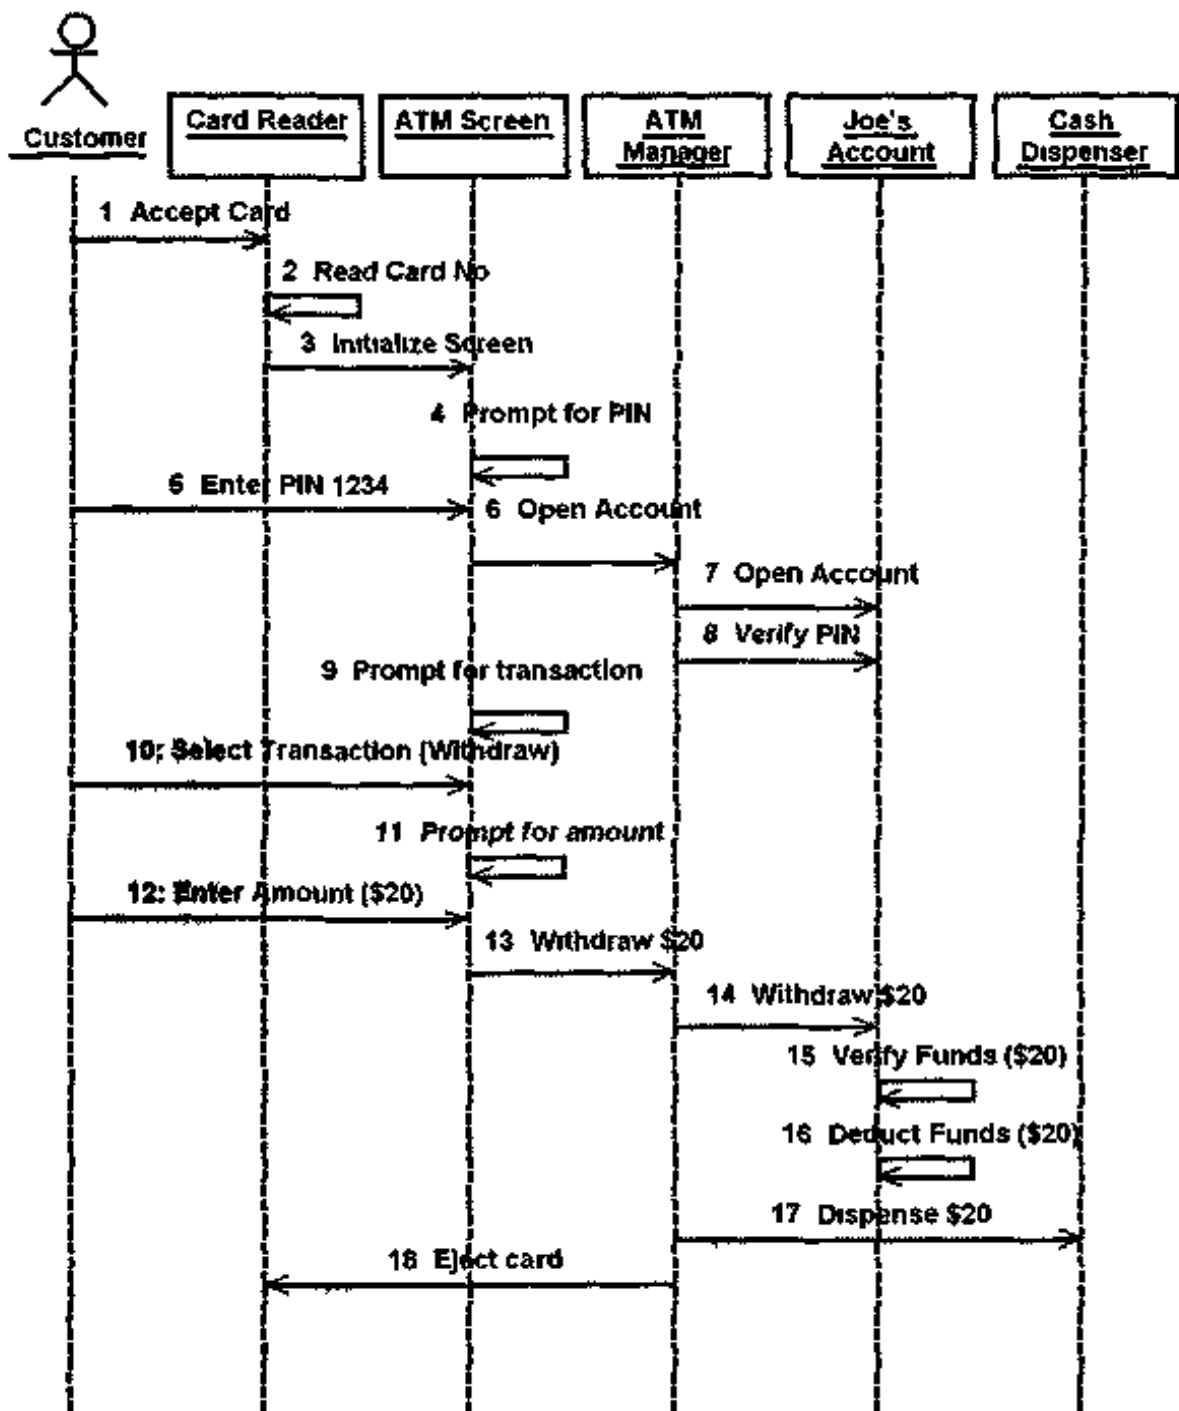 Customer
Card Reader
ATM Screen
ATM
Manager
Joe's
Account
Cash
Dispenser
1 Accept Card
2 Read Card No
3 Initialize Screen
4 Prompt for PIN
5 Enter PIN 1234
6 Open Account
7 Open Account
8 Verify PIN
9 Prompt for transaction
10: Select Transaction (Withdraw)
11 Prompt for amount
12: Enter Amount ($20)
13 Withdraw $20
14 Withdraw $20
15 Verify Funds ($20)
16 Deduct Funds ($20)
17 Dispense $20
18 Eject card